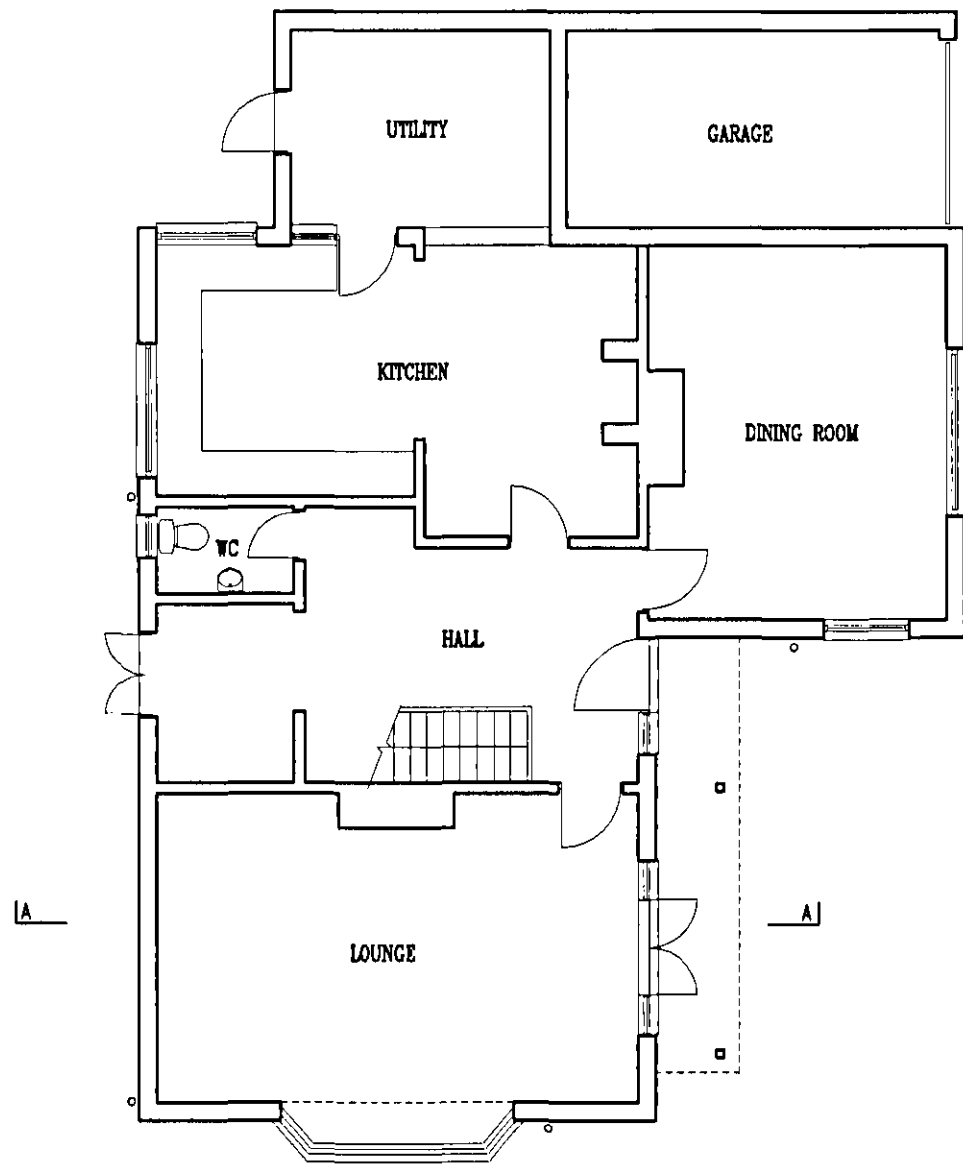 UTILITY
GARAGE
KITCHEN
DINING ROOM
WC
HALL
A
A
LOUNGE